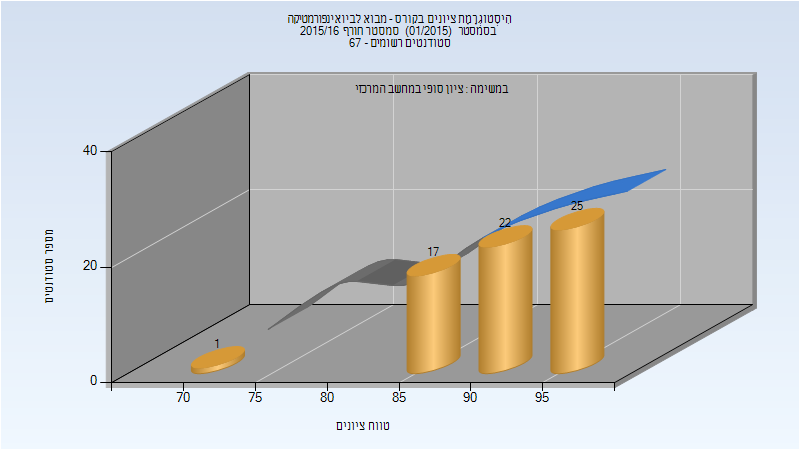 היסטוגרמת ציונים בקורס - מבוא לביואינפורמטיקה
בסמסטר (01/2015) סמסטר חורף 2015/16
סטודנטים רשומים - 67
במשימה : ציון סופי במחשב המרכזי
40
20
0
מספר סטודנטים
1
17
22
25
70 75 80 85 90 95
טווח ציונים